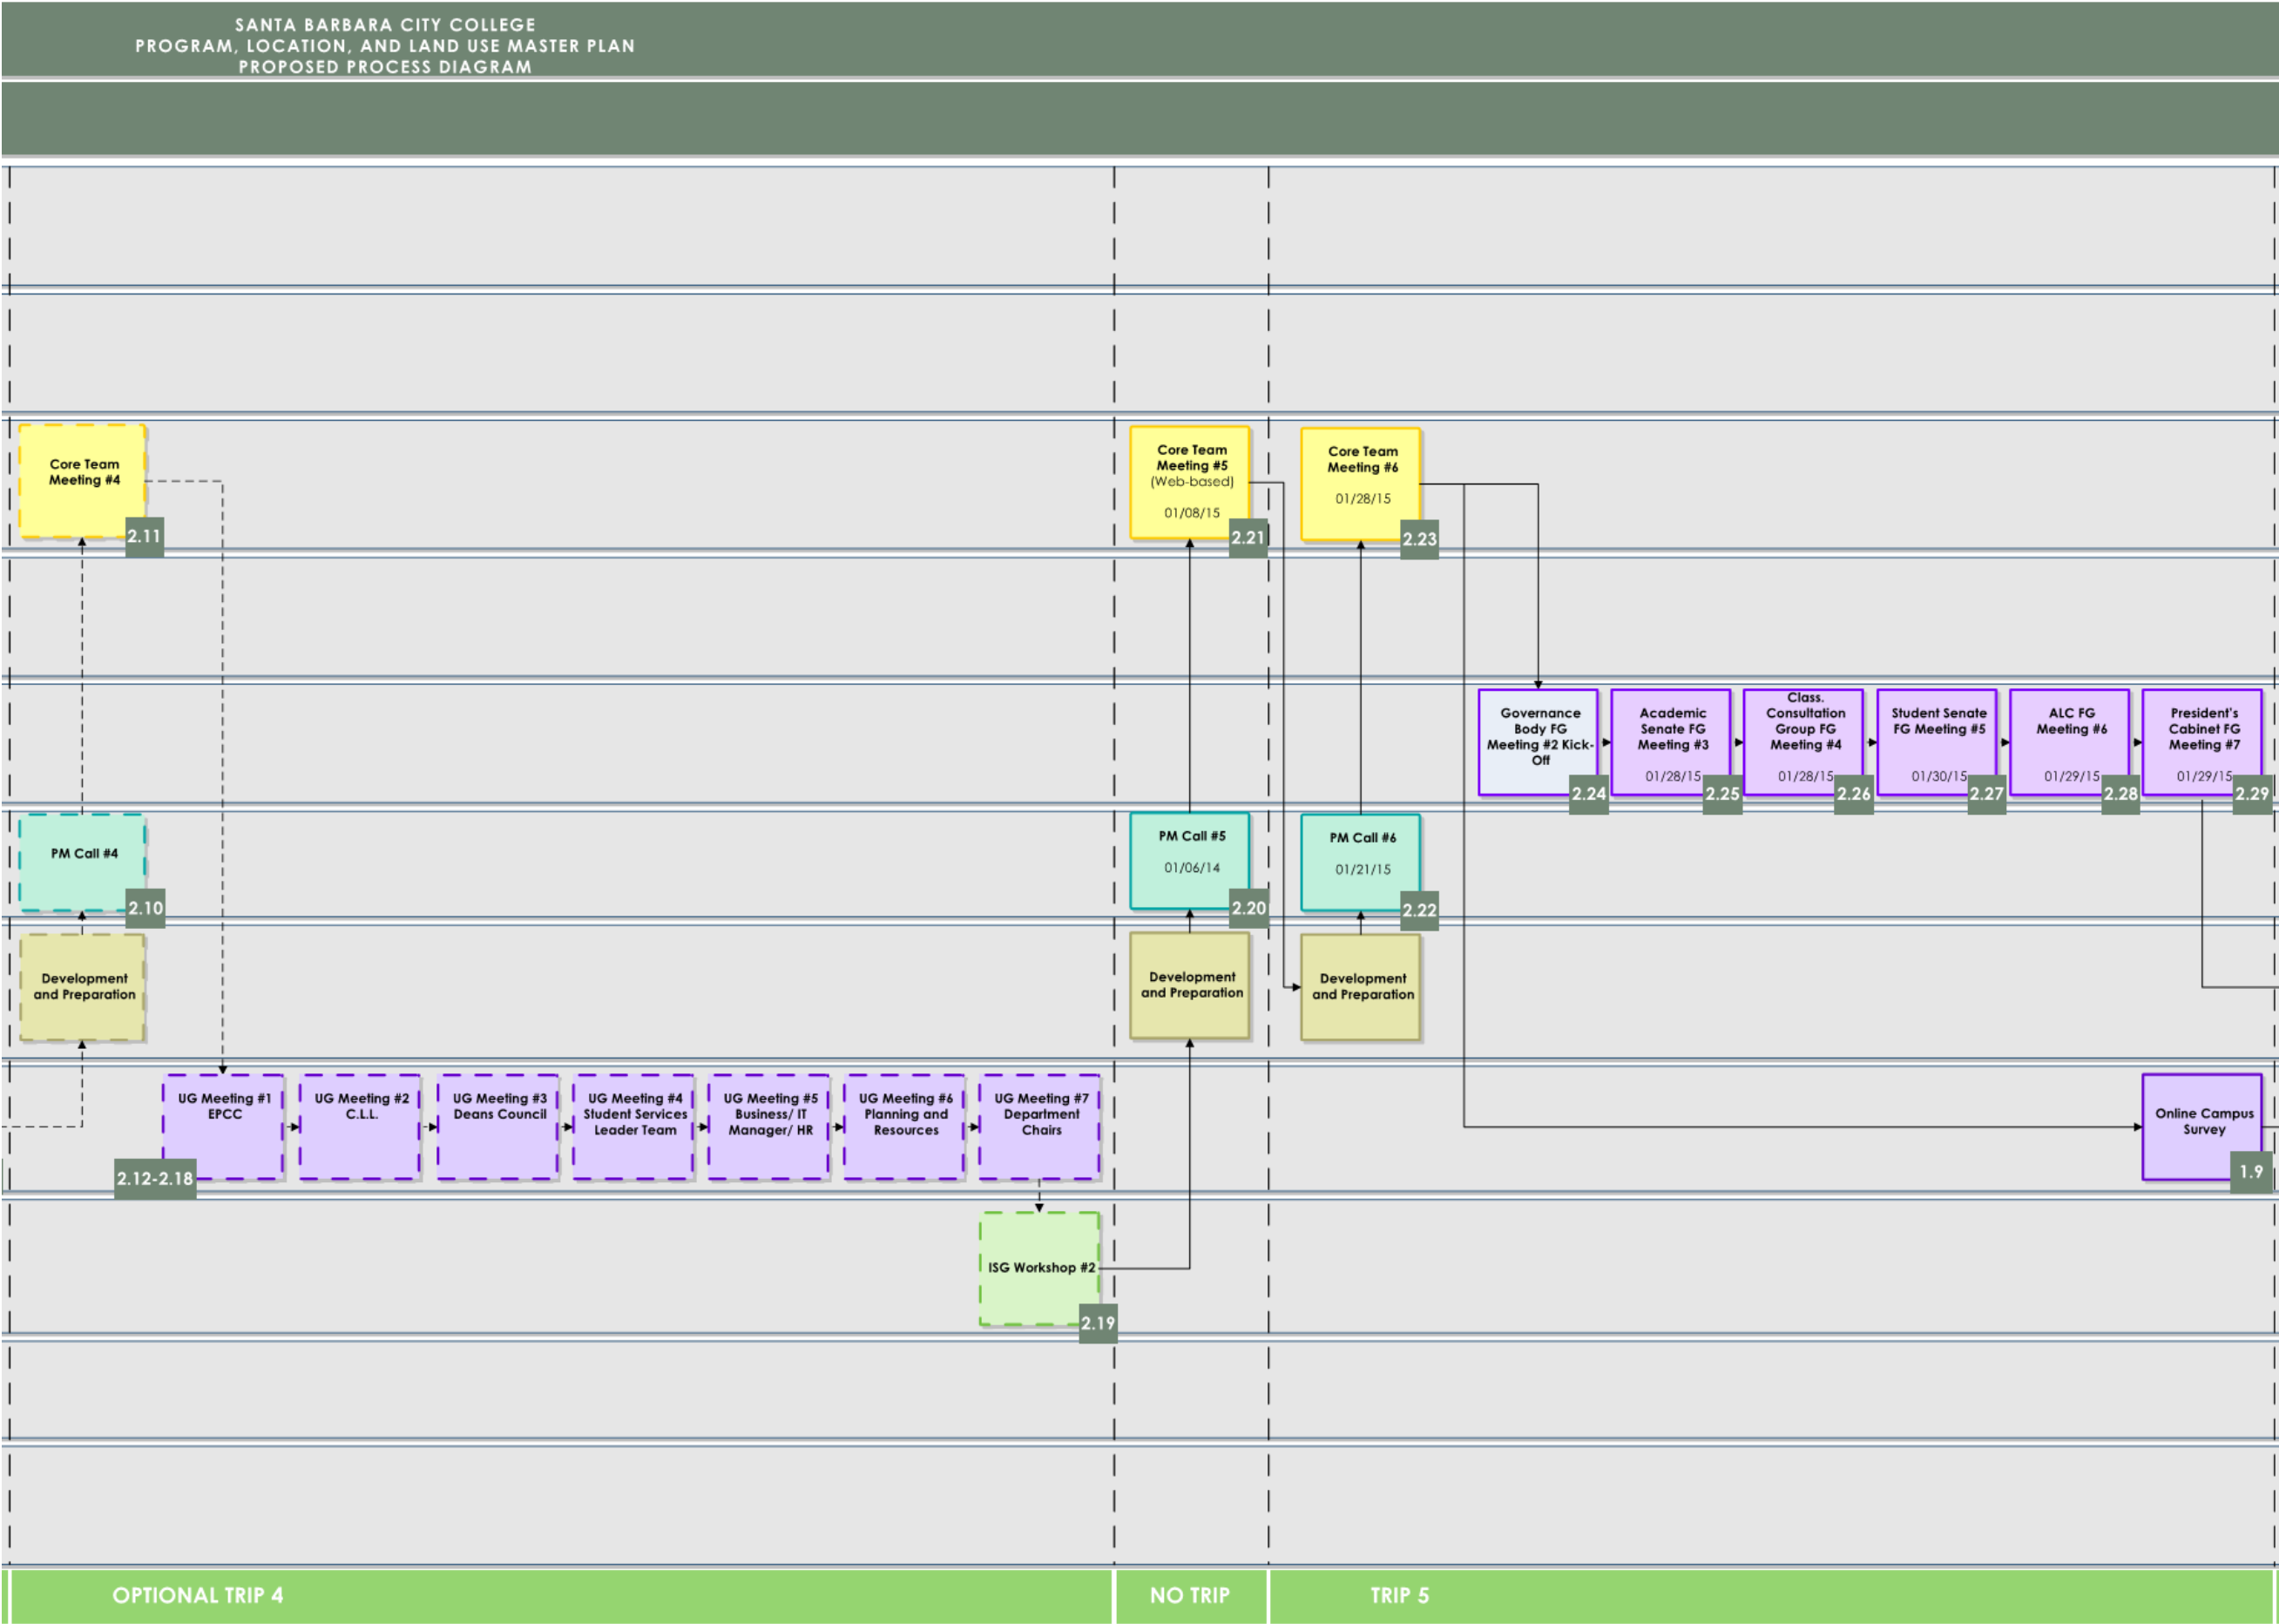 SANTA BARBARA CITY COLLEGE
PROGRAM, LOCATION, AND LAND USE MASTER PLAN
PROPOSED PROCESS DIAGRAM
Core Team
Meeting #4
2.11
Core Team
Meeting #5
(Web-based)
01/08/15
2.21
Core Team
Meeting #6
01/28/15
2.23
Governance
Body FG
Meeting #2 Kick-
Off
2.24
Academic
Senate FG
Meeting #3
01/28/15
2.25
Class.
Consultation
Group FG
Meeting #4
01/28/15
2.26
Student Senate
FG Meeting #5
01/30/15
2.27
ALC FG
Meeting #6
01/29/15
2.28
President's
Cabinet FG
Meeting #7
01/29/15
2.29
PM Call #4
2.10
PM Call #5
01/06/14
2.20
PM Call #6
01/21/15
2.22
Development
and Preparation
Development
and Preparation
Development
and Preparation
UG Meeting #1
EPCC
2.12-2.18
UG Meeting #2
C.L.L.
UG Meeting #3
Deans Council
UG Meeting #4
Student Services
Leader Team
UG Meeting #5
Business/ IT
Manager/ HR
UG Meeting #6
Planning and
Resources
UG Meeting #7
Department
Chairs
Online Campus
Survey
1.9
ISG Workshop #2
2.19
OPTIONAL TRIP 4
NO TRIP
TRIP 5